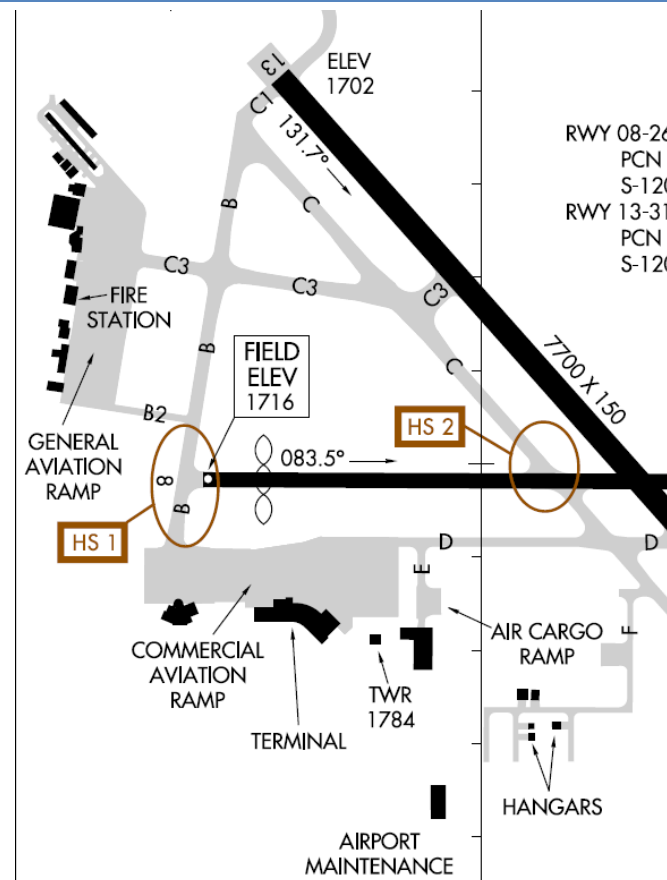 13
ELEV
1702
C1
131.7°
RWY 08-26
PCN
S-120
RWY 13-31
PCN
S-120
B
C
C3
C3
C3
FIRE
STATION
B
FIELD
ELEV
1716
C
7700 X 150
B2
HS 2
GENERAL
AVIATION
RAMP
083.5°
8
B
HS 1
D
D
E
COMMERCIAL
AVIATION
RAMP
AIR CARGO
RAMP
F
TWR
1784
TERMINAL
HANGARS
AIRPORT
MAINTENANCE